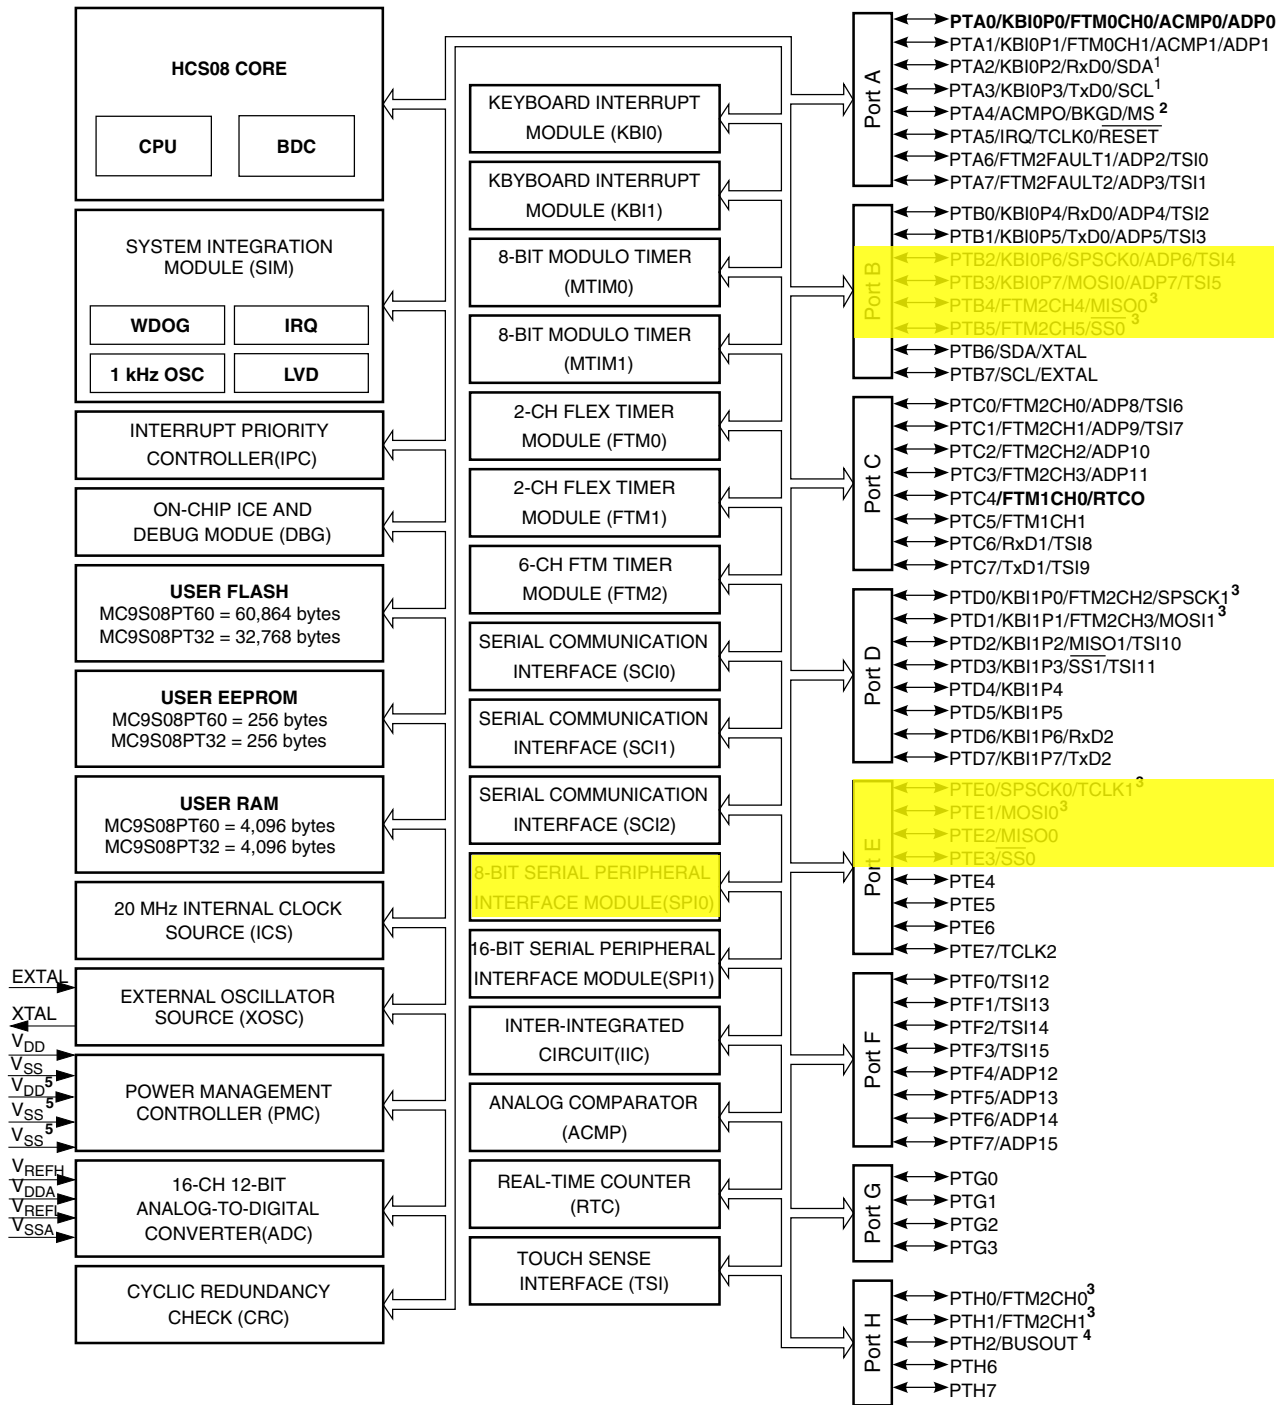 HCS08 CORE
CPU
BDC
SYSTEM INTEGRATION
MODULE (SIM)
WDOG
IRQ
1 kHz OSC
LVD
INTERRUPT PRIORITY
CONTROLLER(IPC)
ON-CHIP ICE AND
DEBUG MODUE (DBG)
USER FLASH
MC9S08PT60 = 60,864 bytes
MC9S08PT32 = 32,768 bytes
USER EEPROM
MC9S08PT60 = 256 bytes
MC9S08PT32 = 256 bytes
USER RAM
MC9S08PT60 = 4,096 bytes
MC9S08PT32 = 4,096 bytes
20 MHz INTERNAL CLOCK
SOURCE (ICS)
EXTAL
XTAL
EXTERNAL OSCILLATOR
SOURCE (XOSC)
VDD
VSS
VDD5
VSS5
VSS5
POWER MANAGEMENT
CONTROLLER (PMC)
VREFH
VDDA
VREFL
VSSA
16-CH 12-BIT
ANALOG-TO-DIGITAL
CONVERTER(ADC)
CYCLIC REDUNDANCY
CHECK (CRC)
KEYBOARD INTERRUPT
MODULE (KBI0)
KBYBOARD INTERRUPT
MODULE (KBI1)
8-BIT MODULO TIMER
(MTIM0)
8-BIT MODULO TIMER
(MTIM1)
2-CH FLEX TIMER
MODULE (FTM0)
2-CH FLEX TIMER
MODULE (FTM1)
6-CH FTM TIMER
MODULE (FTM2)
SERIAL COMMUNICATION
INTERFACE (SCI0)
SERIAL COMMUNICATION
INTERFACE (SCI1)
SERIAL COMMUNICATION
INTERFACE (SCI2)
8-BIT SERIAL PERIPHERAL
INTERFACE MODULE(SPI0)
16-BIT SERIAL PERIPHERAL
INTERFACE MODULE(SPI1)
INTER-INTEGRATED
CIRCUIT(IIC)
ANALOG COMPARATOR
(ACMP)
REAL-TIME COUNTER
(RTC)
TOUCH SENSE
INTERFACE (TSI)
Port A
PTA0/KBI0P0/FTM0CH0/ACMP0/ADP0
PTA1/KBI0P1/FTM0CH1/ACMP1/ADP1
PTA2/KBI0P2/RxD0/SDA1
PTA3/KBI0P3/TxD0/SCL1
PTA4/ACMPO/BKGD/MS 2
PTA5/IRQ/TCLK0/RESET
PTA6/FTM2FAULT1/ADP2/TSI0
PTA7/FTM2FAULT2/ADP3/TSI1
Port B
PTB0/KBI0P4/RxD0/ADP4/TSI2
PTB1/KBI0P5/TxD0/ADP5/TSI3
PTB2/KBI0P6/SPSCK0/ADP6/TSI4
PTB3/KBI0P7/MOSI0/ADP7/TSI5
PTB4/FTM2CH4/MISO0 3
PTB5/FTM2CH5/SS0 3
PTB6/SDA/XTAL
PTB7/SCL/EXTAL
Port C
PTC0/FTM2CH0/ADP8/TSI6
PTC1/FTM2CH1/ADP9/TSI7
PTC2/FTM2CH2/ADP10
PTC3/FTM2CH3/ADP11
PTC4/FTM1CH0/RTCO
PTC5/FTM1CH1
PTC6/RxD1/TSI8
PTC7/TxD1/TSI9
Port D
PTD0/KBI1P0/FTM2CH2/SPSCK1 3
PTD1/KBI1P1/FTM2CH3/MOSI1 3
PTD2/KBI1P2/MISO1/TSI10
PTD3/KBI1P3/SS1/TSI11
PTD4/KBI1P4
PTD5/KBI1P5
PTD6/KBI1P6/RxD2
PTD7/KBI1P7/TxD2
Port E
PTE0/SPSCK0/TCLK1 3
PTE1/MOSI0 3
PTE2/MISO0
PTE3/SS0
PTE4
PTE5
PTE6
PTE7/TCLK2
Port F
PTF0/TSI12
PTF1/TSI13
PTF2/TSI14
PTF3/TSI15
PTF4/ADP12
PTF5/ADP13
PTF6/ADP14
PTF7/ADP15
Port G
PTG0
PTG1
PTG2
PTG3
Port H
PTH0/FTM2CH0 3
PTH1/FTM2CH1 3
PTH2/BUSOUT 4
PTH6
PTH7